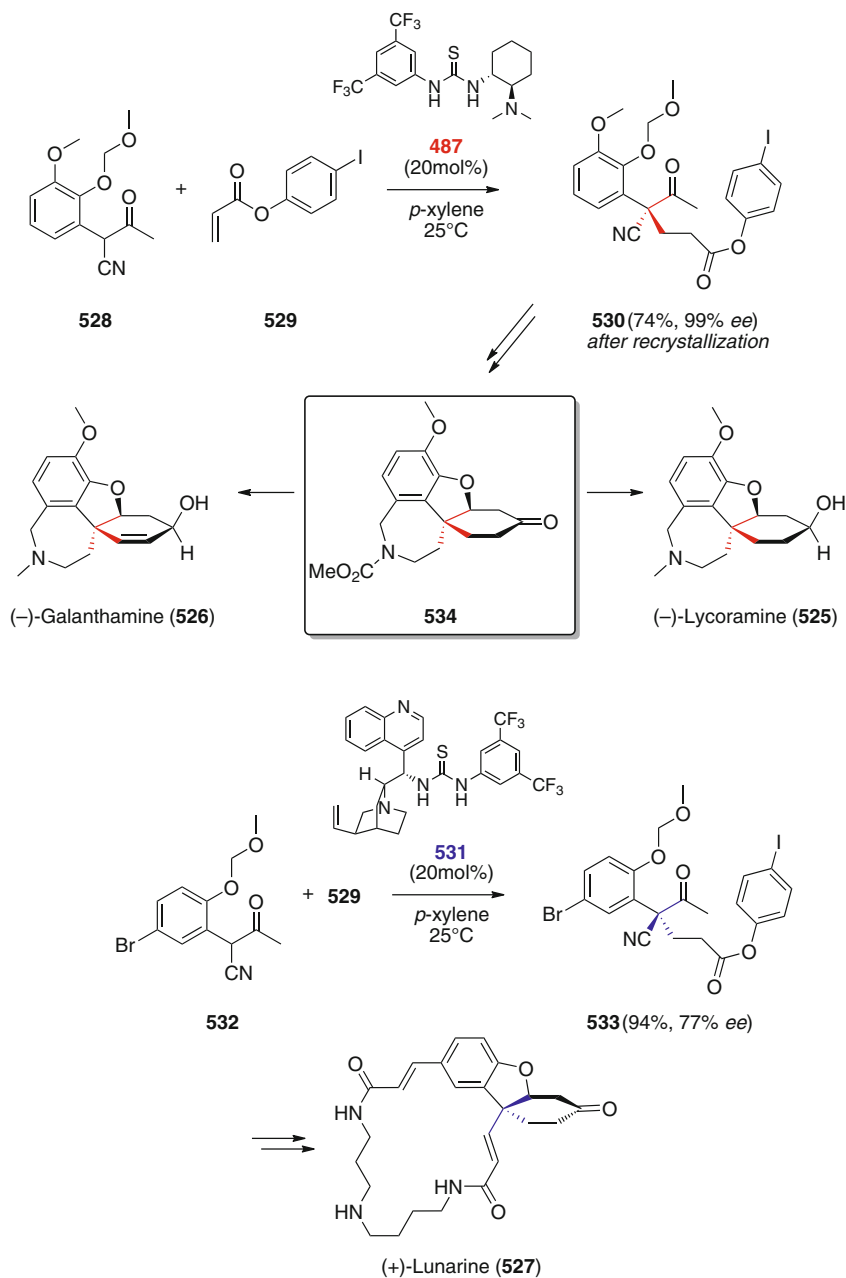 CF3
F3C
S
N
H
N
H
N
O
O
O
O
CN
+
O
O
I
487
(20mol%)
p-xylene
25°C
O
O
O
O
NC
O
O
I
528
529
530 (74%, 99% ee)
after recrystallization
O
O
OH
N
H
O
O
O
N
MeO2C
O
O
OH
N
H
(–)-Galanthamine (526)
534
(–)-Lycoramine (525)
N
CF3
S
H
N
H
N
H
CF3
N
531
(20mol%)
O
O
Br
O
CN
+ 529
p-xylene
25°C
O
O
Br
O
NC
O
O
I
532
533 (94%, 77% ee)
O
HN
O
O
HN
HN
O
(+)-Lunarine (527)